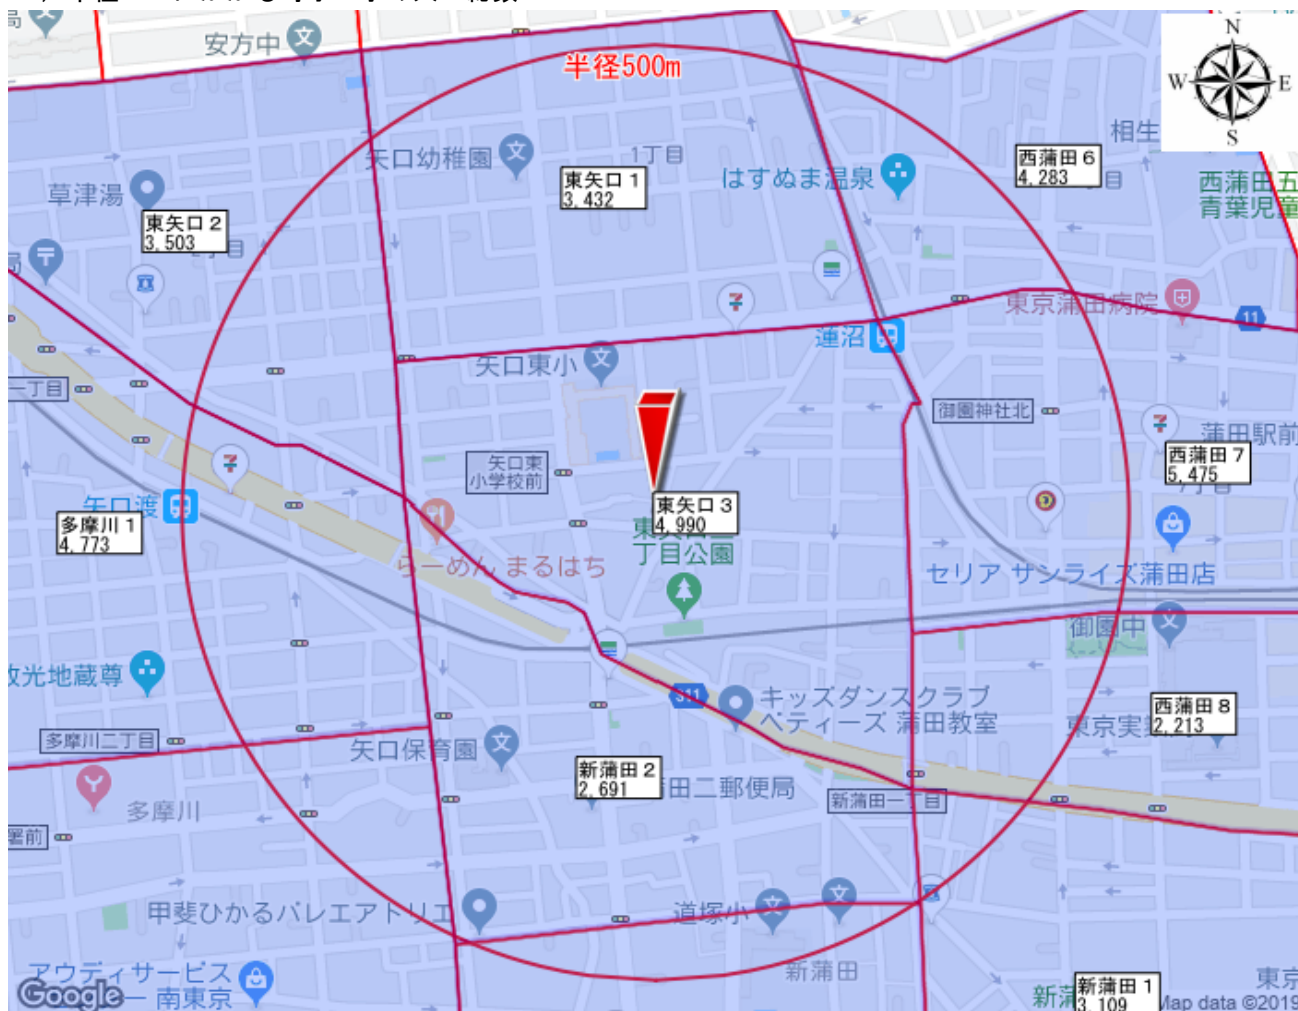 安方中
半径500m
N
W E
S
矢口幼稚園
1丁目
相生
草津湯
東矢口1
3,432
はすぬま温泉
西蒲田6
4,283
西蒲田五
青葉児童
東矢口2
3,503
東京蒲田病院
11
蓮沼
矢口東小
一丁目
御園神社北
蒲田駅前
矢口東
小学校前
西蒲田7
5,475
矢口渡
東矢口3
4,990
多摩川1
4,773
丁目公園
らーめん まるはち
セリア サンライズ蒲田店
御園中
放光地蔵尊
311
キッズダンスクラブ
ベティーズ 蒲田教室
西蒲田8
2,213
東京実
多摩川二丁目
矢口保育園
新蒲田2
2,691
田二郵便局
新蒲田一丁目
多摩川
署前
甲斐ひかるバレエアトリエ
道塚小
新蒲田
アウディサービス
ー 南東京
Google
新蒲田1
3,109
東京
Map data ©2019